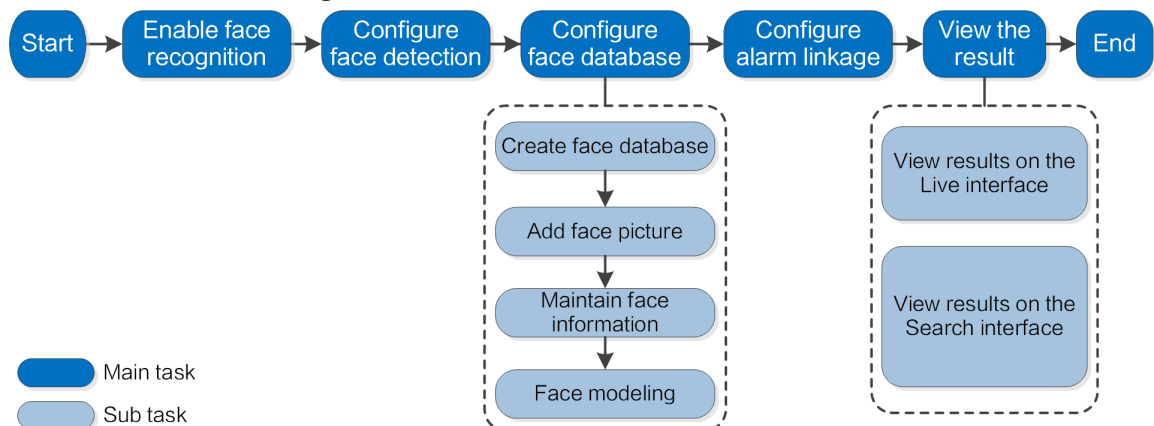 Start
Enable face
recognition
Configure
face detection
Configure
face database
Configure
alarm linkage
View the
result
End
Create face database
Add face picture
Maintain face
information
Face modeling
View results on the
Live interface
View results on the
Search interface
Main task
Sub task